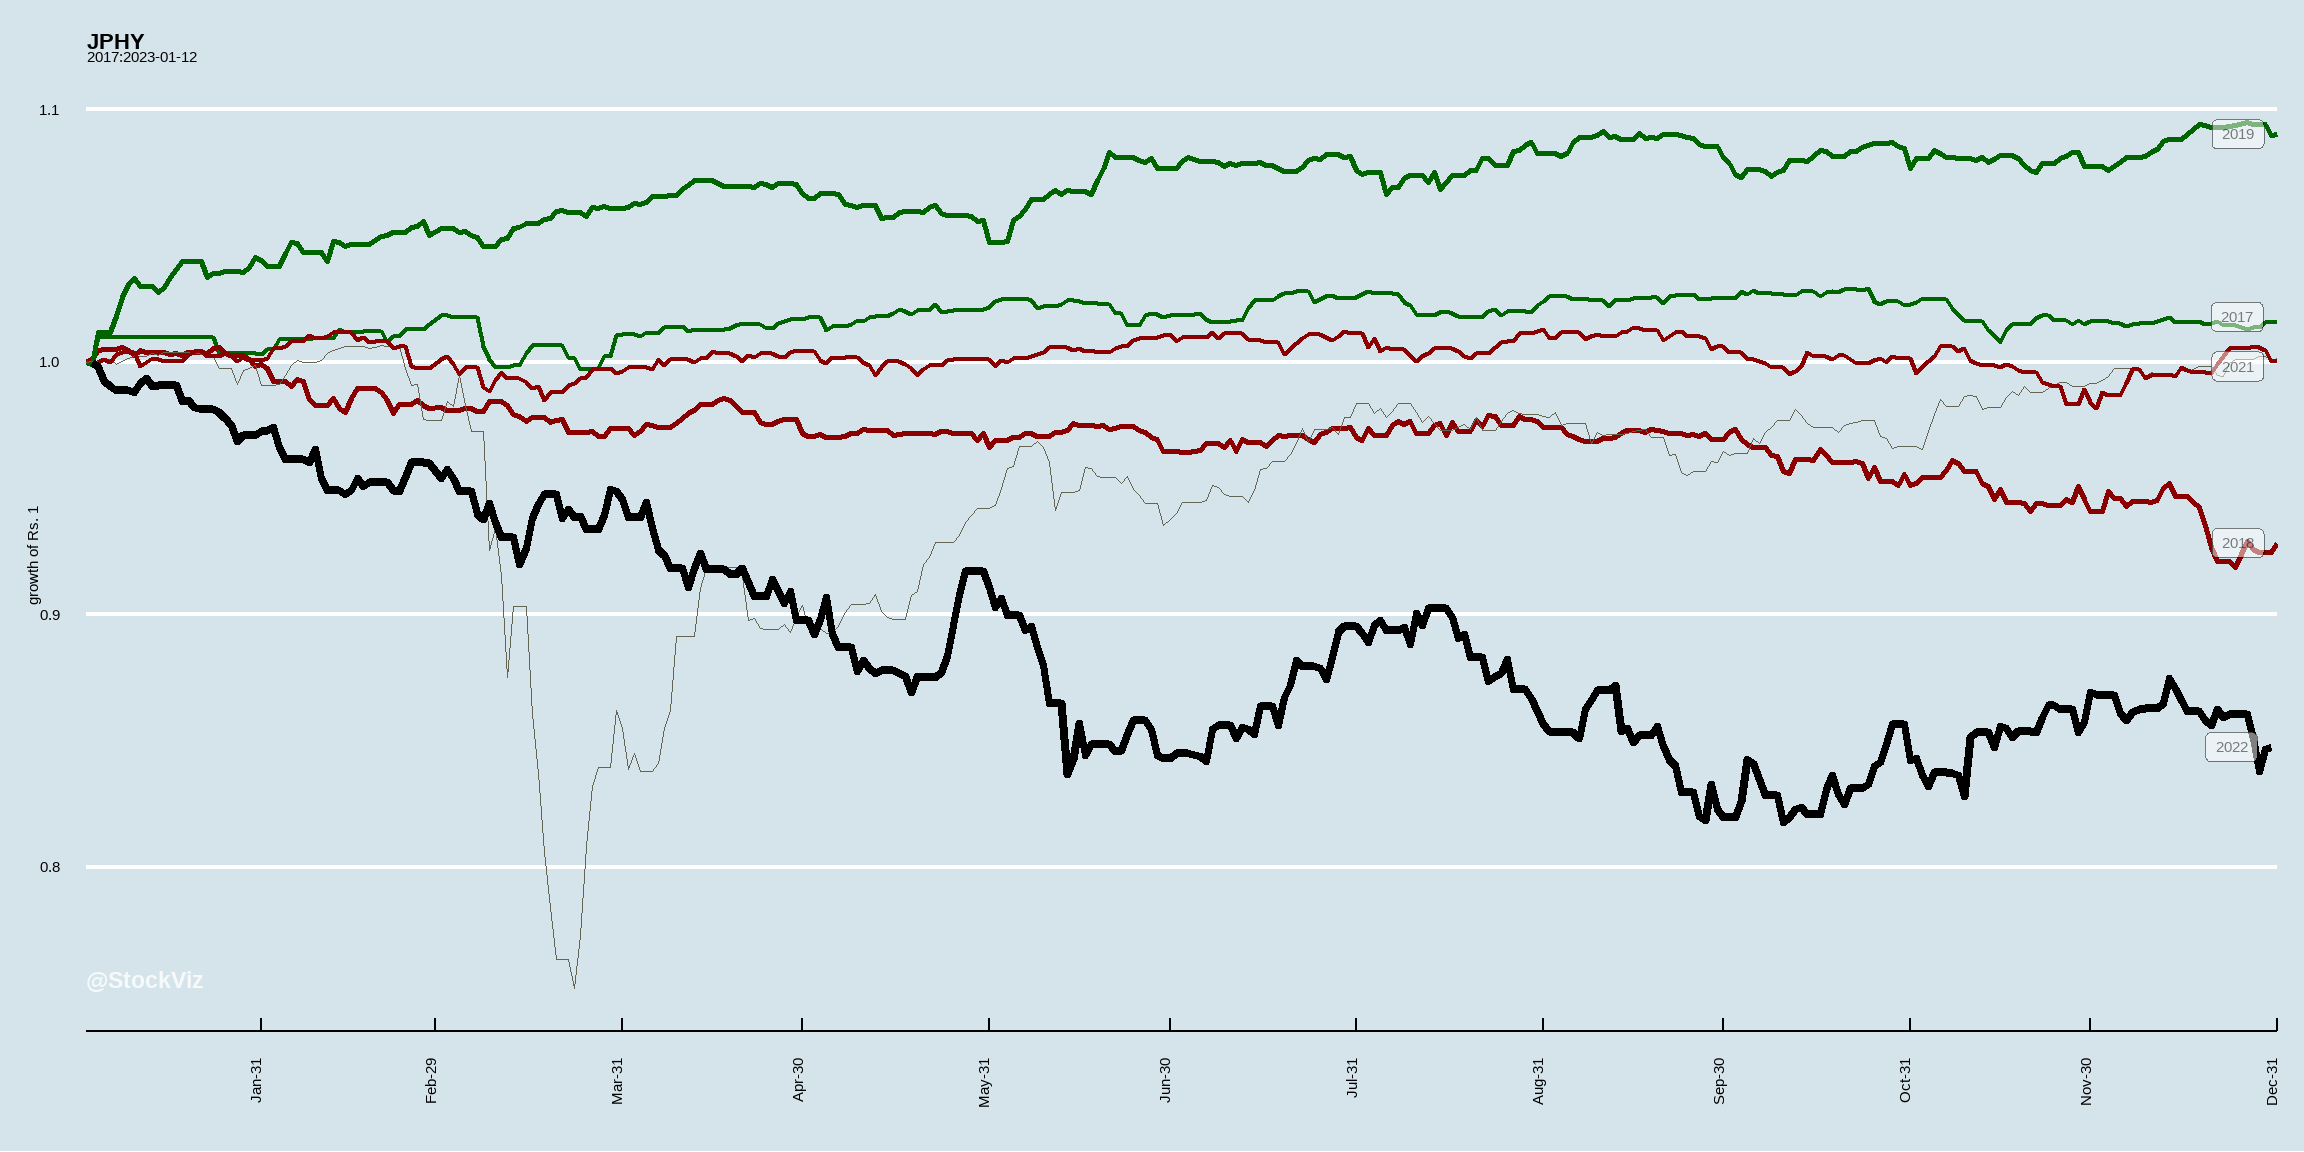 JPHY
2017:2023-01-12
1.1
1.0
0.9
0.8
growth of Rs. 1
2019
2017
2021
2018
2022
@StockViz
Jan-31
Feb-29
Mar-31
Apr-30
May-31
Jun-30
Jul-31
Aug-31
Sep-30
Oct-31
Nov-30
Dec-31